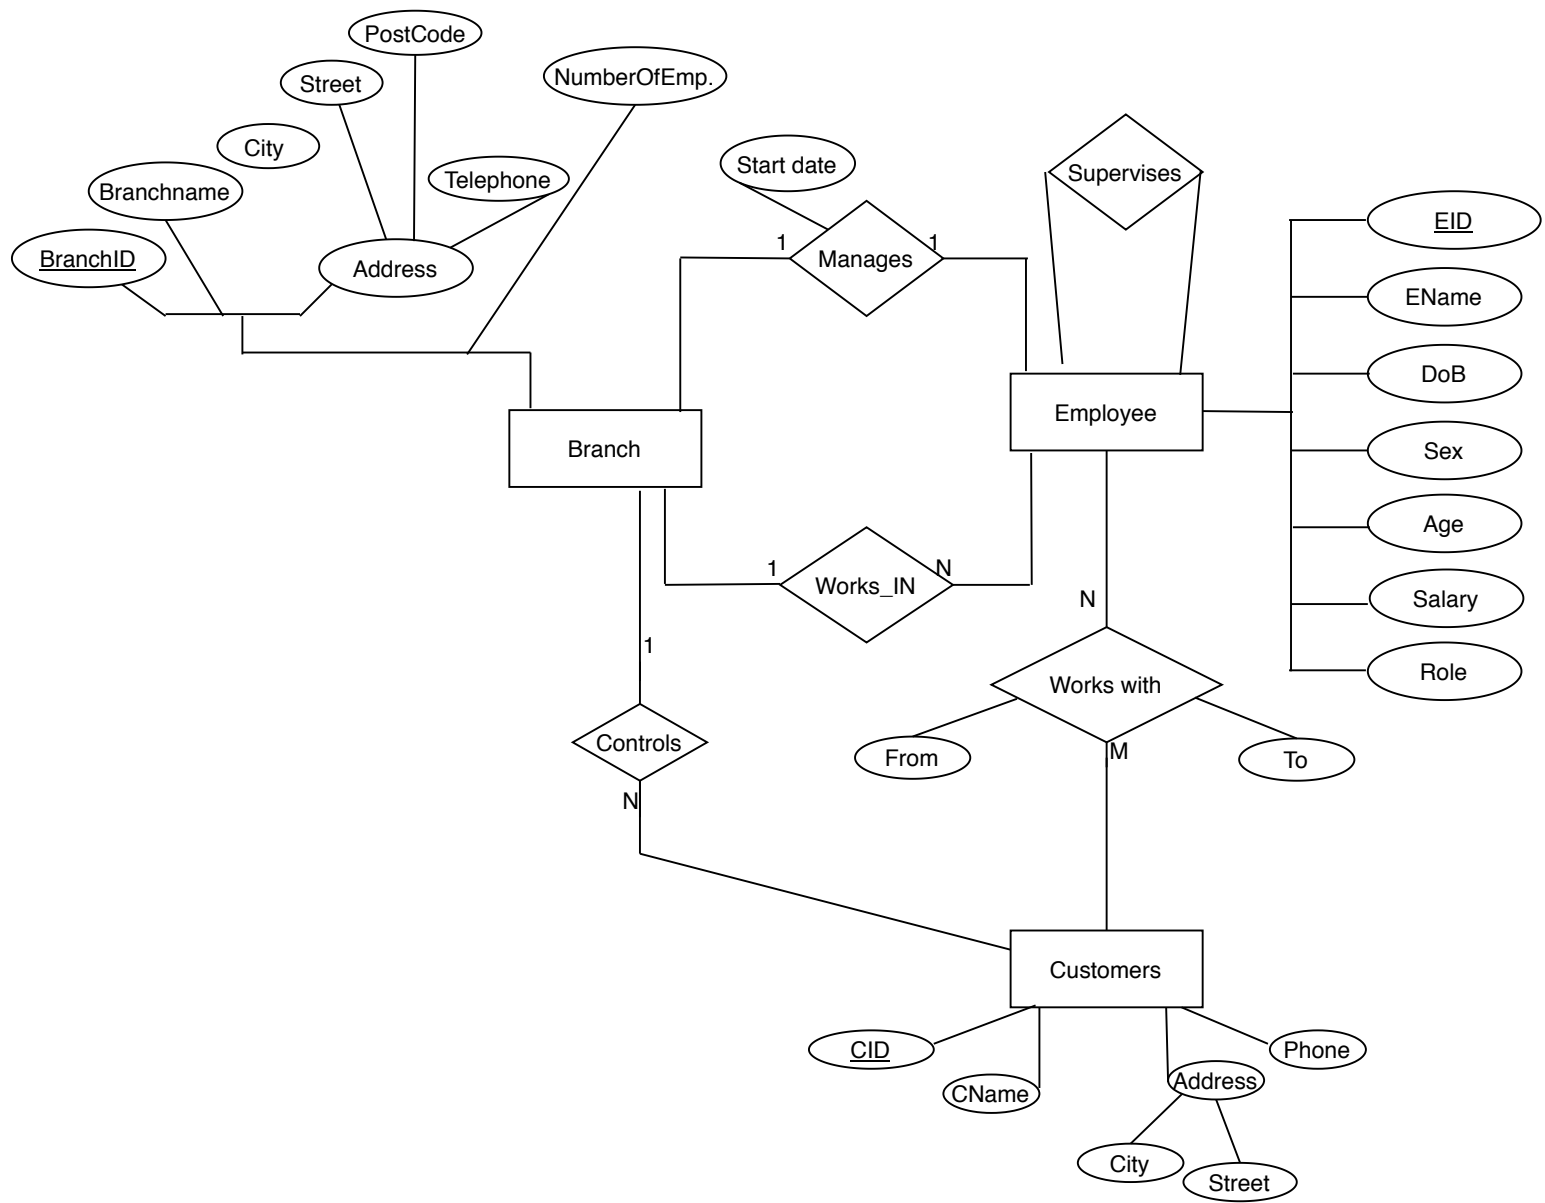 PostCode
Street
NumberOfEmp.
City
Start date
Supervises
Telephone
Branchname
EID
BranchID
Address
1
1
Manages
EName
DoB
Employee
Branch
Sex
Age
1
N
Works_IN
N
Salary
1
Role
Works with
Controls
From
M
To
N
Customers
CID
Phone
CName
Address
City
Street